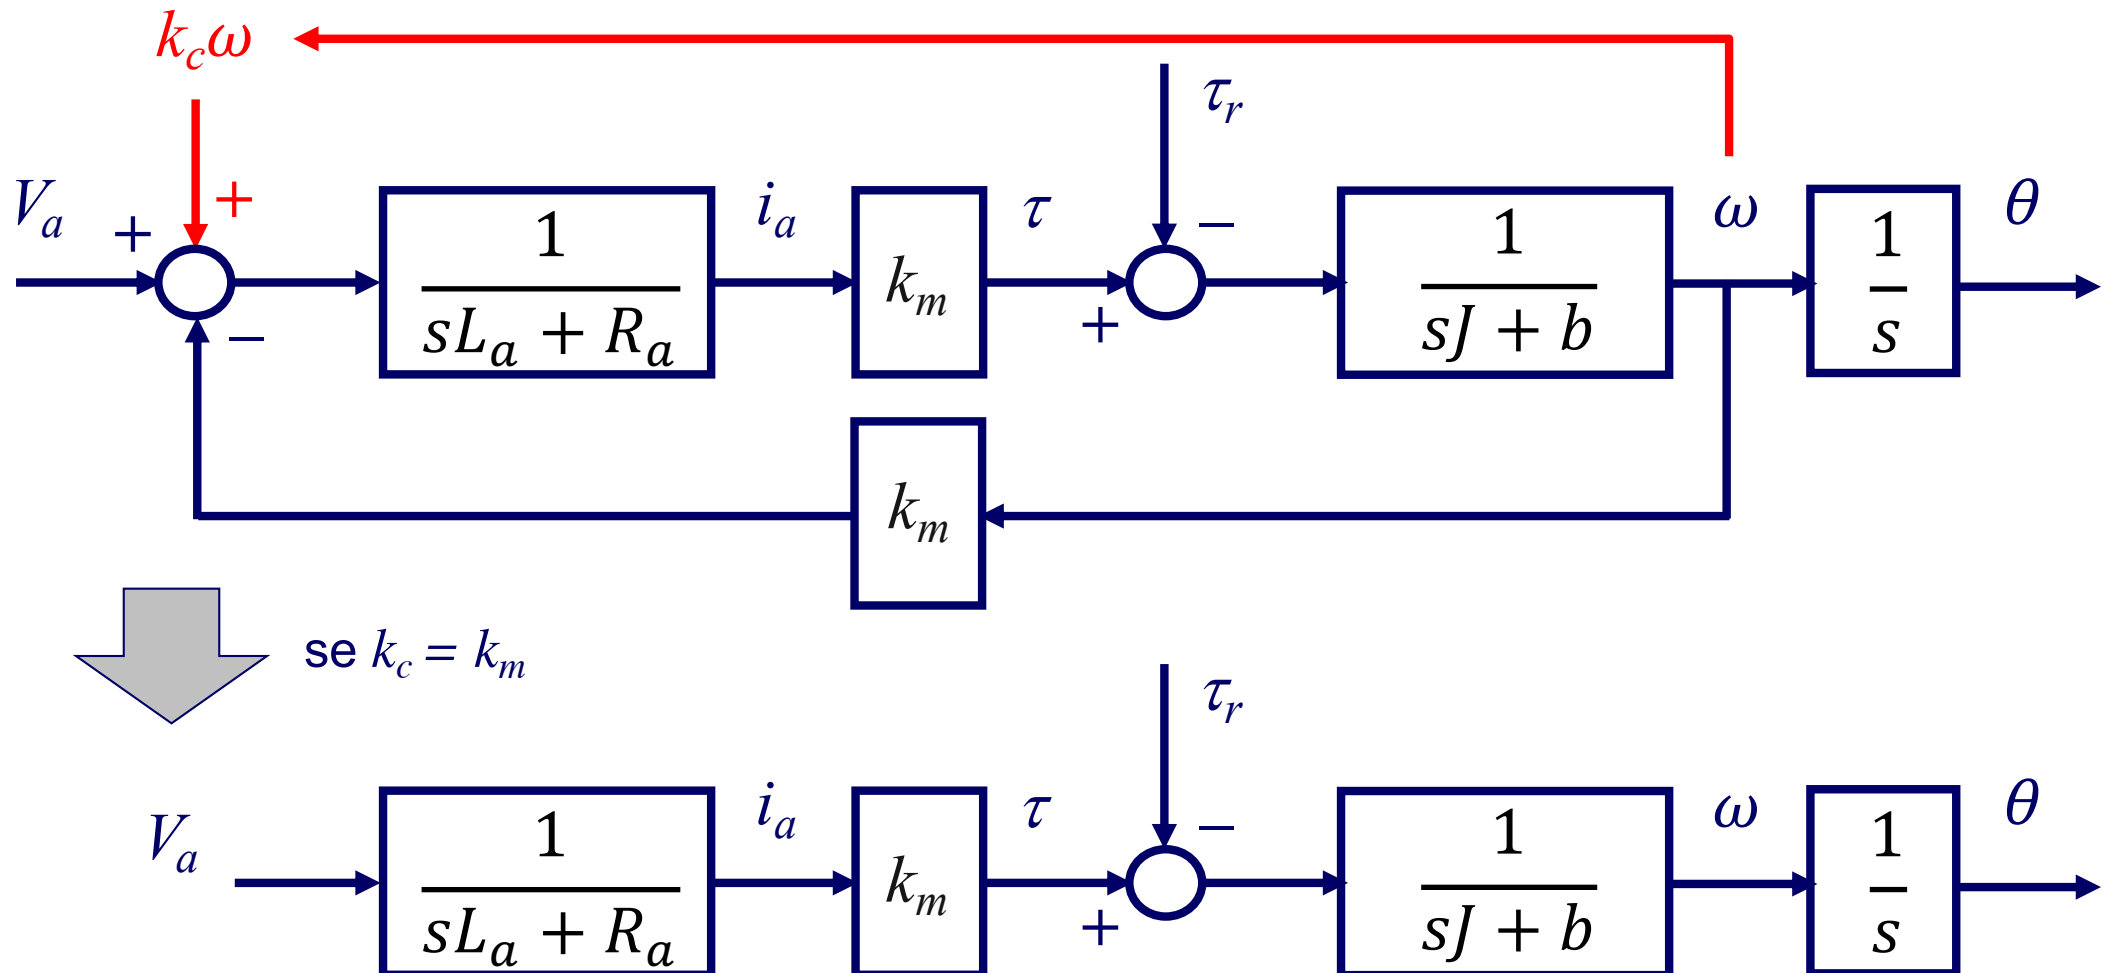 k_cω
τ_r
V_a + + 1/(sL_a + R_a) i_a k_m τ + − 1/(sJ + b) ω 1/s θ
− k_m
se k_c = k_m
τ_r
V_a 1/(sL_a + R_a) i_a k_m τ + − 1/(sJ + b) ω 1/s θ